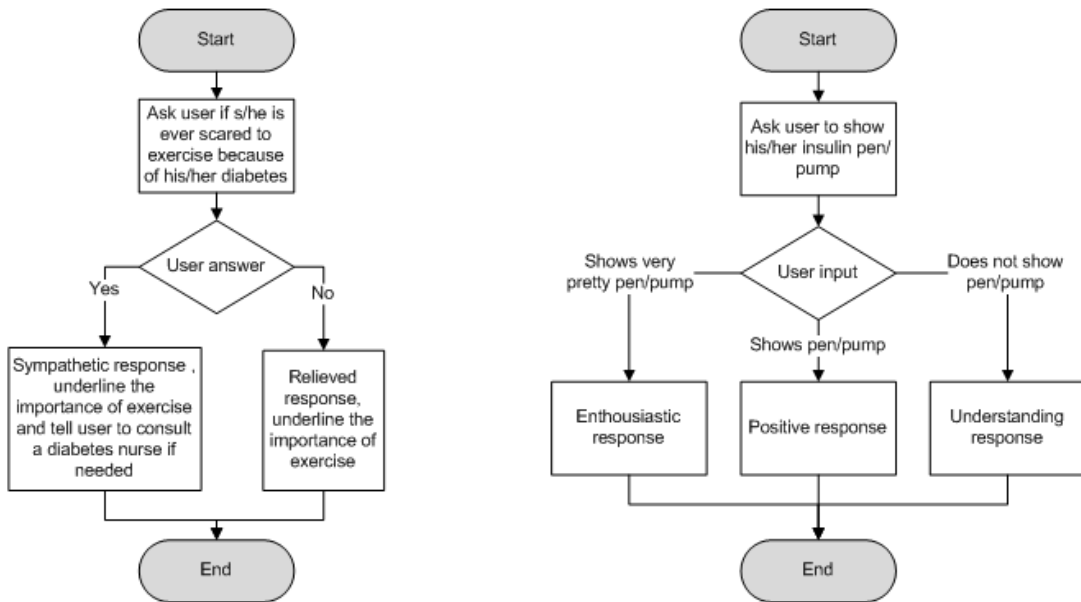 Start
Ask user if s/he is
ever scared to
exercise because
of his/her diabetes
User answer
Yes
No
Sympathetic response ,
underline the
importance of exercise
and tell user to consult
a diabetes nurse if
needed
Relieved
response,
underline the
importance of
exercise
End
Start
Ask user to show
his/her insulin pen/
pump
User input
Shows very
pretty pen/pump
Does not show
pen/pump
Shows pen/pump
Enthousiastic
response
Positive response
Understanding
response
End